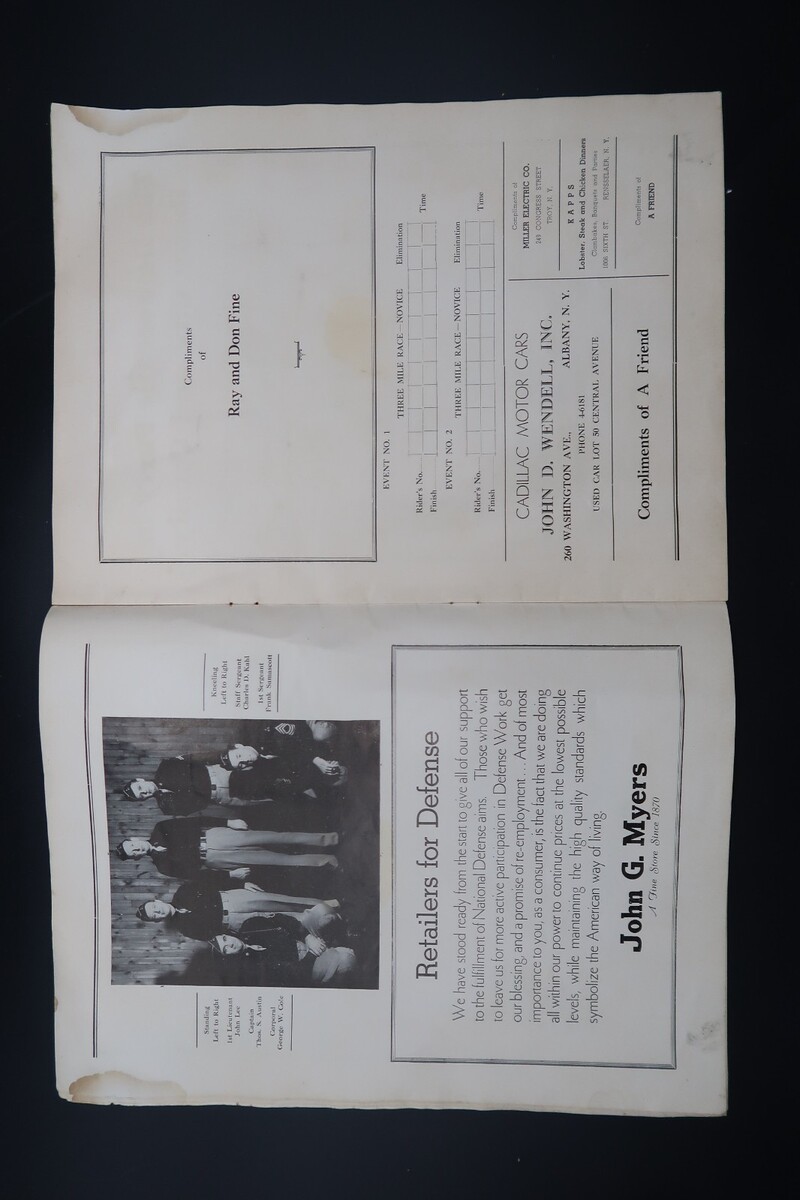 Standing
Left to Right
1st Lieutenant
John Lee
Captain
Thos. S. Austin
Corporal
Kneeling
Left to Right
Staff Sergeant
Charles D. Kahl
1st Sergeant
Frank Samascott
Retailers for Defense
We have stood ready from the start to give all of our support
to the fulfillment of National Defense aims. Those who wish
to leave us for more active participation in Defense Work get
our blessing, and a promise of re-employment... And of most
importance to you, as a consumer, is the fact that we are doing
all within our power to continue prices at the lowest possible
levels, while maintaining the high quality standards which
symbolize the American way of living.
John G. Myers
A Fine Store Since 1870
Compliments
of
Ray and Don Fine
EVENT NO. 1
THREE MILE RACE — NOVICE Elimination
Rider's No.
Finish Time
EVENT NO. 2
THREE MILE RACE — NOVICE Elimination
Rider's No.
Finish Time
CADILLAC MOTOR CARS
JOHN D. WENDELL, INC.
260 WASHINGTON AVE., ALBANY, N. Y.
PHONE 4-6181
USED CAR LOT 50 CENTRAL AVENUE
Compliments of A Friend
Compliments of
MILLER ELECTRIC CO.
CONGRESS STREET
TROY, N. Y.
KAPPS
Lobster, Steak and Chicken Dinners
Clambakes, Banquets and Parties
SIXTH ST RENSSELAER, N. Y.
Compliments of
A FRIEND